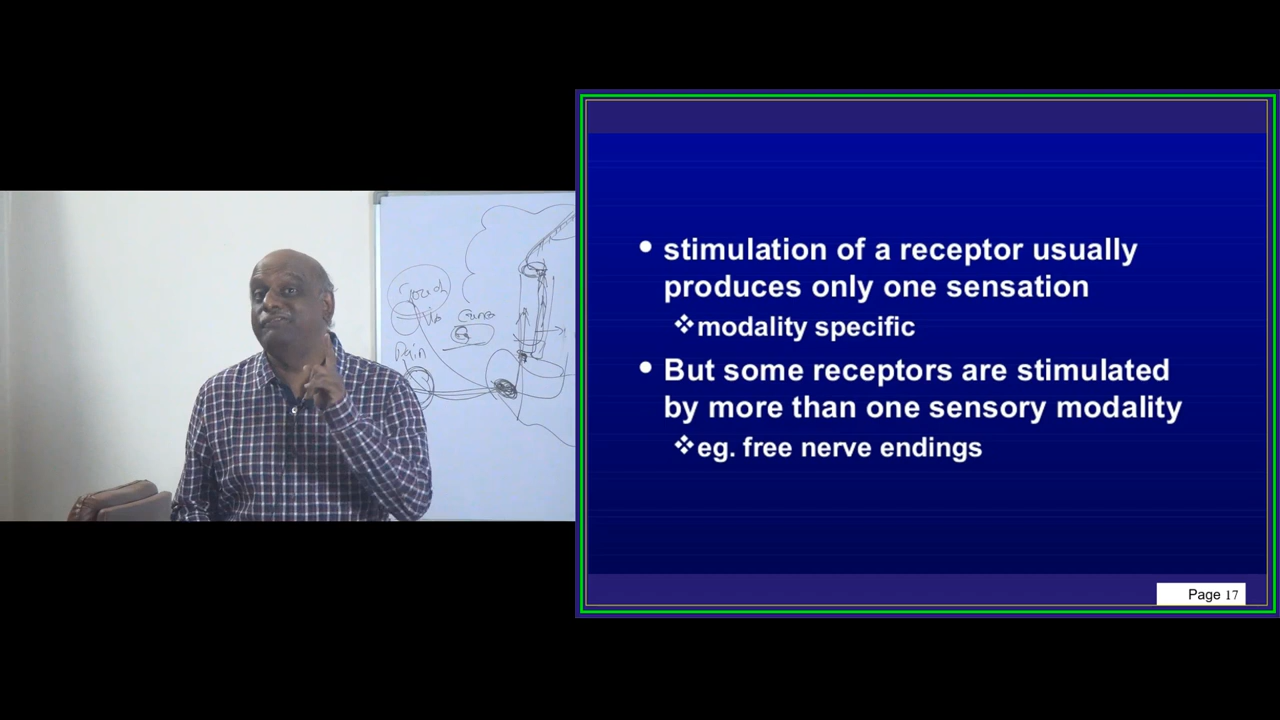 Touch
Pain
• stimulation of a receptor usually
produces only one sensation
❖modality specific
• But some receptors are stimulated
by more than one sensory modality
❖eg. free nerve endings
Page 17